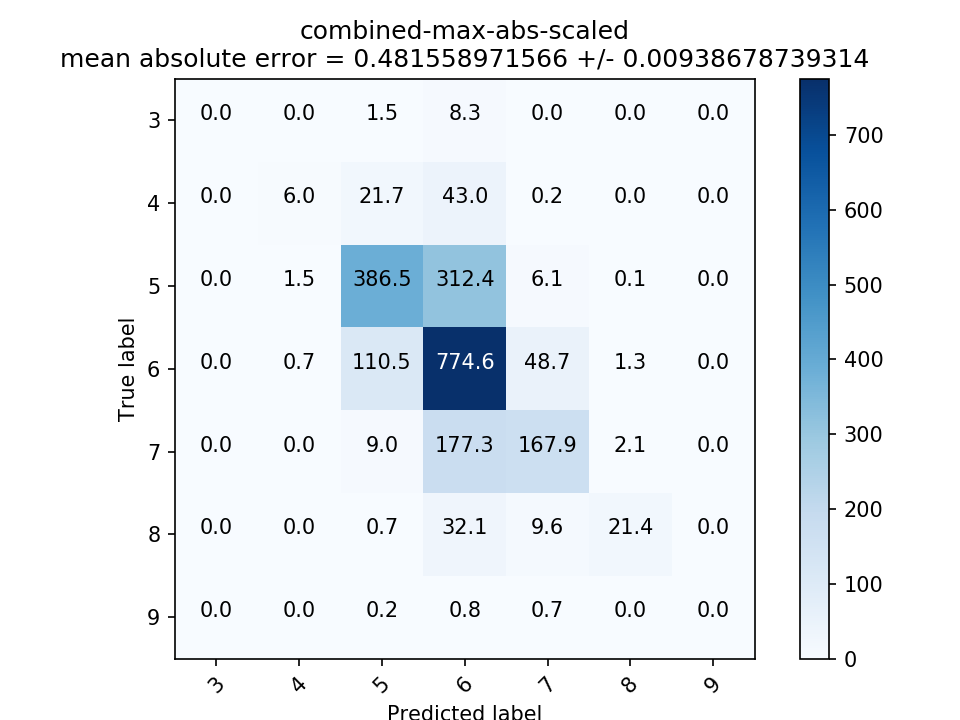 combined-max-abs-scaled
mean absolute error = 0.481558971566 +/- 0.00938678739314
3 0.0 0.0 1.5 8.3 0.0 0.0 0.0
4 0.0 6.0 21.7 43.0 0.2 0.0 0.0
5 0.0 1.5 386.5 312.4 6.1 0.1 0.0
6 0.0 0.7 110.5 774.6 48.7 1.3 0.0
7 0.0 0.0 9.0 177.3 167.9 2.1 0.0
8 0.0 0.0 0.7 32.1 9.6 21.4 0.0
9 0.0 0.0 0.2 0.8 0.7 0.0 0.0
3 4 5 6 7 8 9
True label
Predicted label
700
600
500
400
300
200
100
0